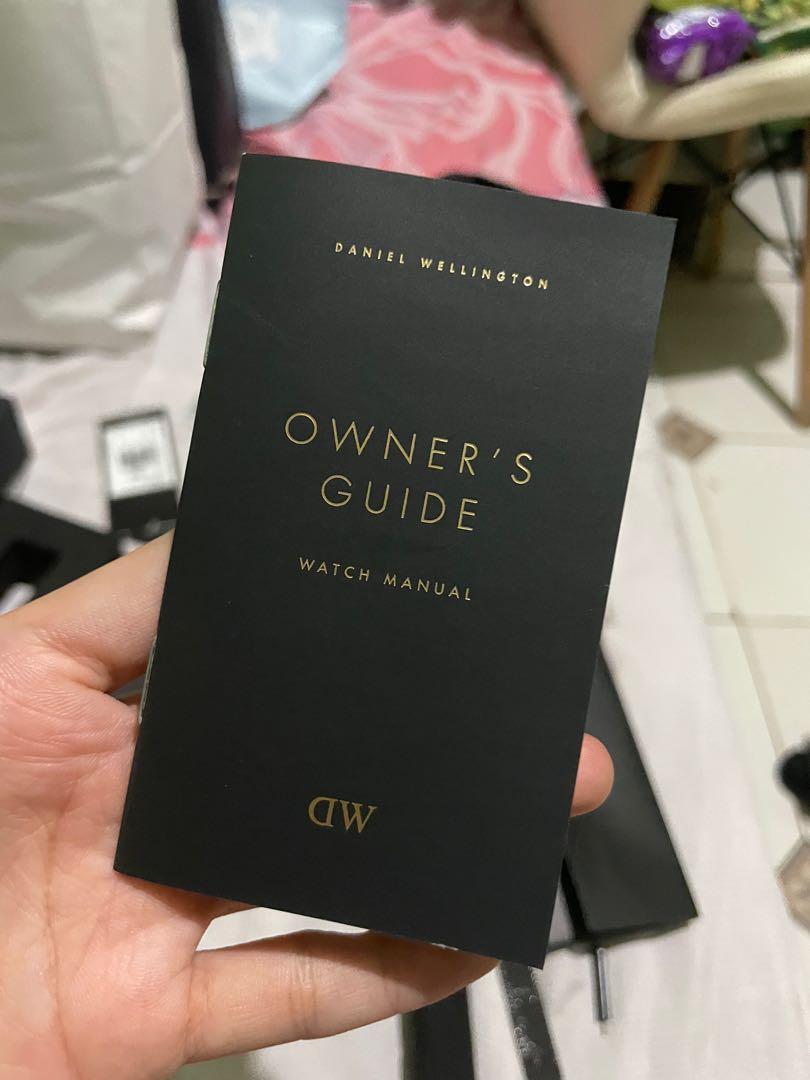 DANIEL WELLINGTON
OWNER'S
GUIDE
WATCH MANUAL
DW